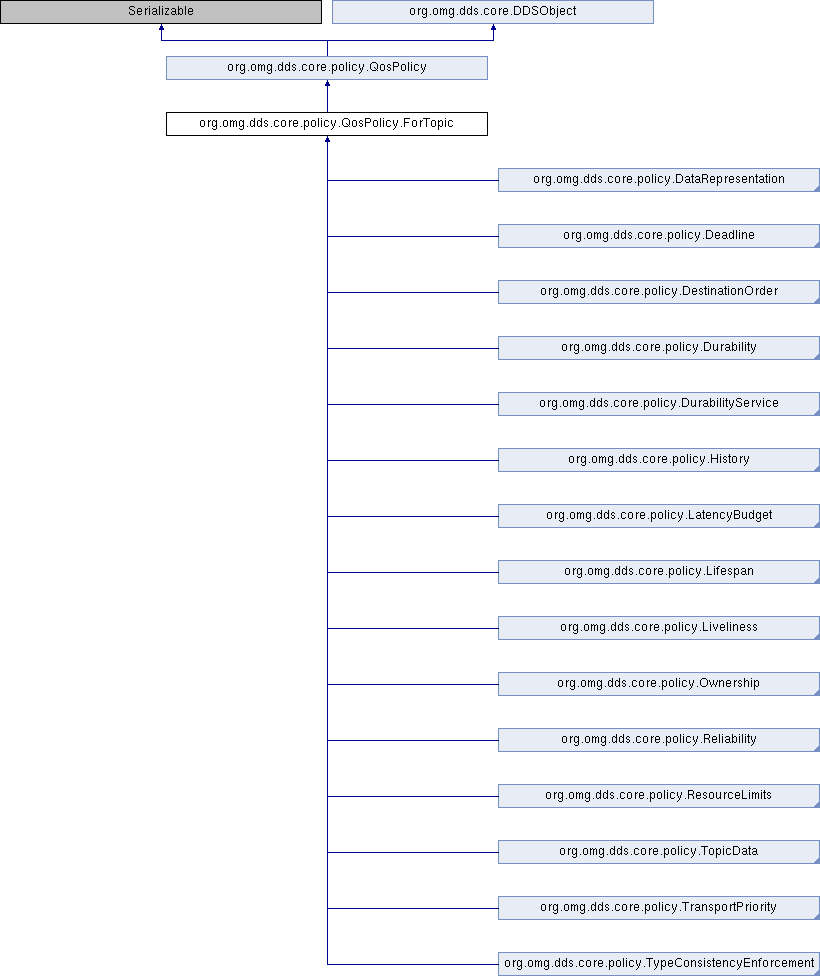 Serializable
org.omg.dds.core.DDSObject
org.omg.dds.core.policy.QosPolicy
org.omg.dds.core.policy.QosPolicy.ForTopic
org.omg.dds.core.policy.DataRepresentation
org.omg.dds.core.policy.Deadline
org.omg.dds.core.policy.DestinationOrder
org.omg.dds.core.policy.Durability
org.omg.dds.core.policy.DurabilityService
org.omg.dds.core.policy.History
org.omg.dds.core.policy.LatencyBudget
org.omg.dds.core.policy.Lifespan
org.omg.dds.core.policy.Liveliness
org.omg.dds.core.policy.Ownership
org.omg.dds.core.policy.Reliability
org.omg.dds.core.policy.ResourceLimits
org.omg.dds.core.policy.TopicData
org.omg.dds.core.policy.TransportPriority
org.omg.dds.core.policy.TypeConsistencyEnforcement